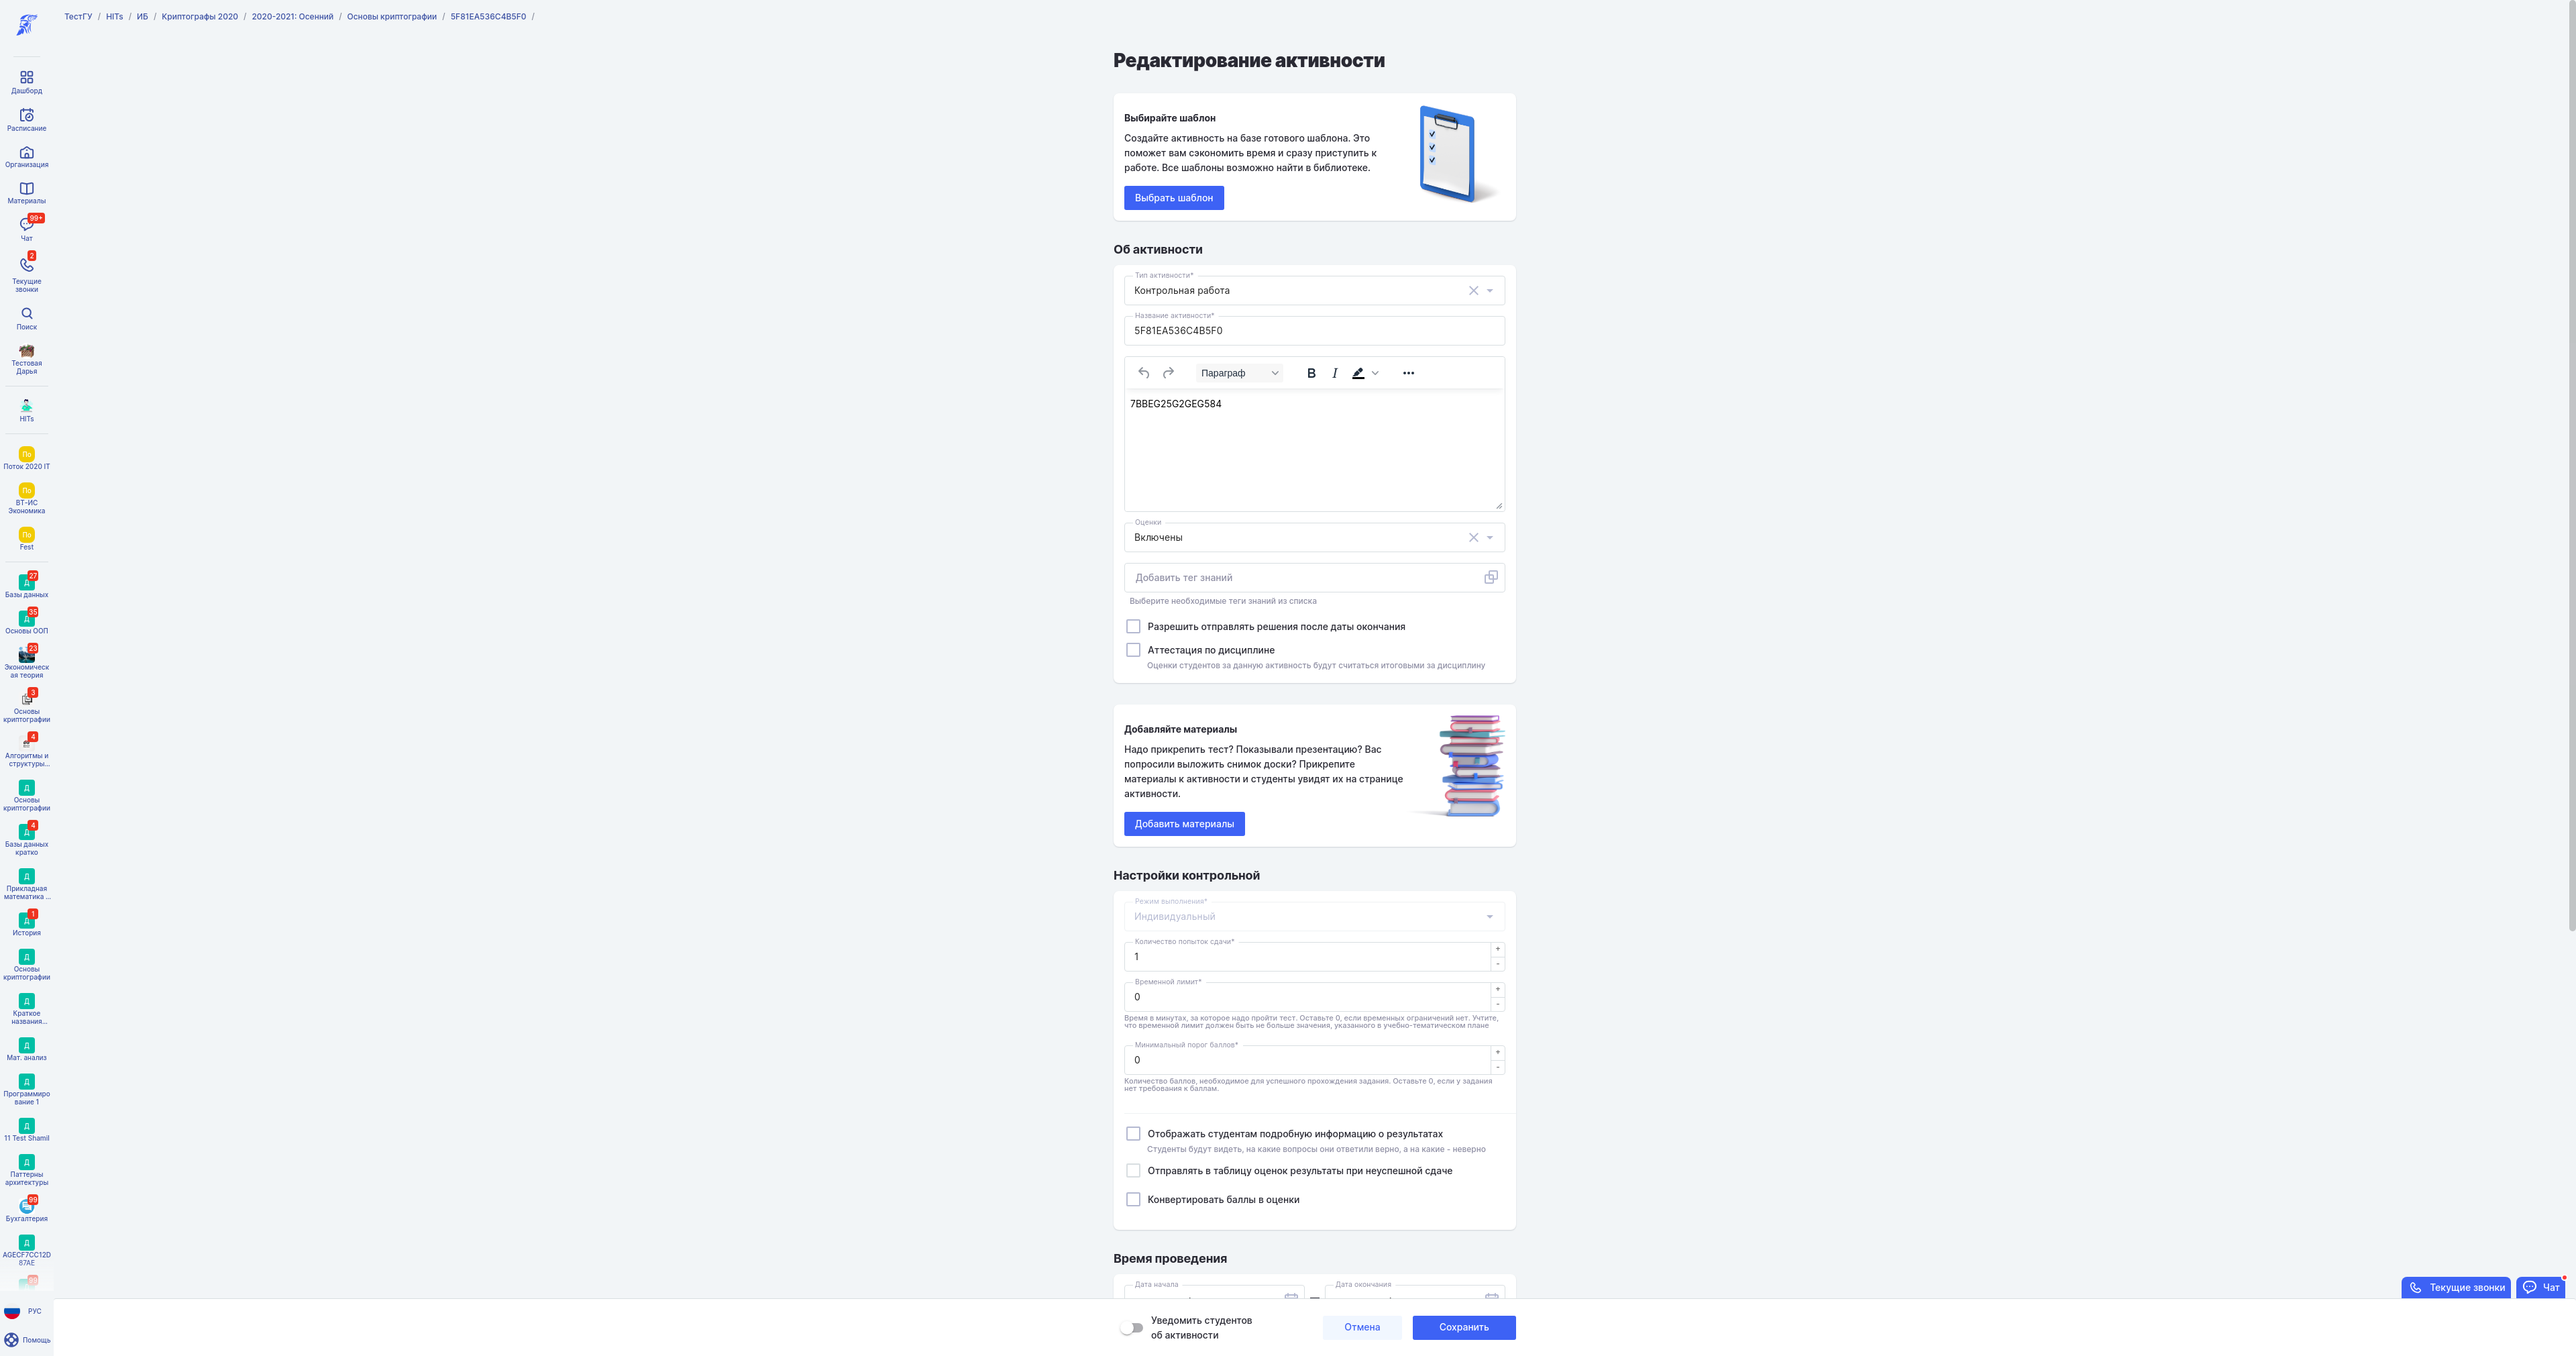 ТестГУ / HITs / ИБ / Криптографы 2020 / 2020-2021: Осенний / Основы криптографии / 5F81EA536C4B5F0 /
Дашборд
Расписание
Организация
Материалы
99+
Чат
2
Текущие
звонки
Поиск
Тестовая
Дарья
HITs
По
Поток 2020 IT
По
ВТ-ИС
Экономика
По
Fest
27
Д
Базы данных
35
Д
Основы ООП
23
Экономическ
ая теория
3
Основы
криптографии
4
Алгоритмы и
структуры...
Д
Основы
криптографии
4
Д
Базы данных
кратко
Д
Прикладная
математика ...
1
Д
История
Д
Основы
криптографии
Д
Краткое
названия...
Д
Мат. анализ
Д
Программиро
вание 1
Д
11 Test Shamil
Д
Паттерны
архитектуры
99
Бухгалтерия
Д
AGECF7CC12D
87AE
РУС
Помощь
Редактирование активности
Выбирайте шаблон
Создайте активность на базе готового шаблона. Это
поможет вам сэкономить время и сразу приступить к
работе. Все шаблоны возможно найти в библиотеке.
Выбрать шаблон
Об активности
Тип активности*
Контрольная работа
Название активности*
5F81EA536C4B5F0
Параграф B I
7BBEG25G2GEG584
Оценки
Включены
Добавить тег знаний
Выберите необходимые теги знаний из списка
Разрешить отправлять решения после даты окончания
Аттестация по дисциплине
Оценки студентов за данную активность будут считаться итоговыми за дисциплину
Добавляйте материалы
Надо прикрепить тест? Показывали презентацию? Вас
попросили выложить снимок доски? Прикрепите
материалы к активности и студенты увидят их на странице
активности.
Добавить материалы
Настройки контрольной
Режим выполнения*
Индивидуальный
Количество попыток сдачи*
1
+
-
Временной лимит*
0
+
-
Время в минутах, за которое надо пройти тест. Оставьте 0, если временных ограничений нет. Учтите,
что временной лимит должен быть не больше значения, указанного в учебно-тематическом плане
Минимальный порог баллов*
0
+
-
Количество баллов, необходимое для успешного прохождения задания. Оставьте 0, если у задания
нет требования к баллам.
Отображать студентам подробную информацию о результатах
Студенты будут видеть, на какие вопросы они ответили верно, а на какие - неверно
Отправлять в таблицу оценок результаты при неуспешной сдаче
Конвертировать баллы в оценки
Время проведения
Дата начала
Дата окончания
Текущие звонки
Чат
Уведомить студентов
об активности
Отмена
Сохранить